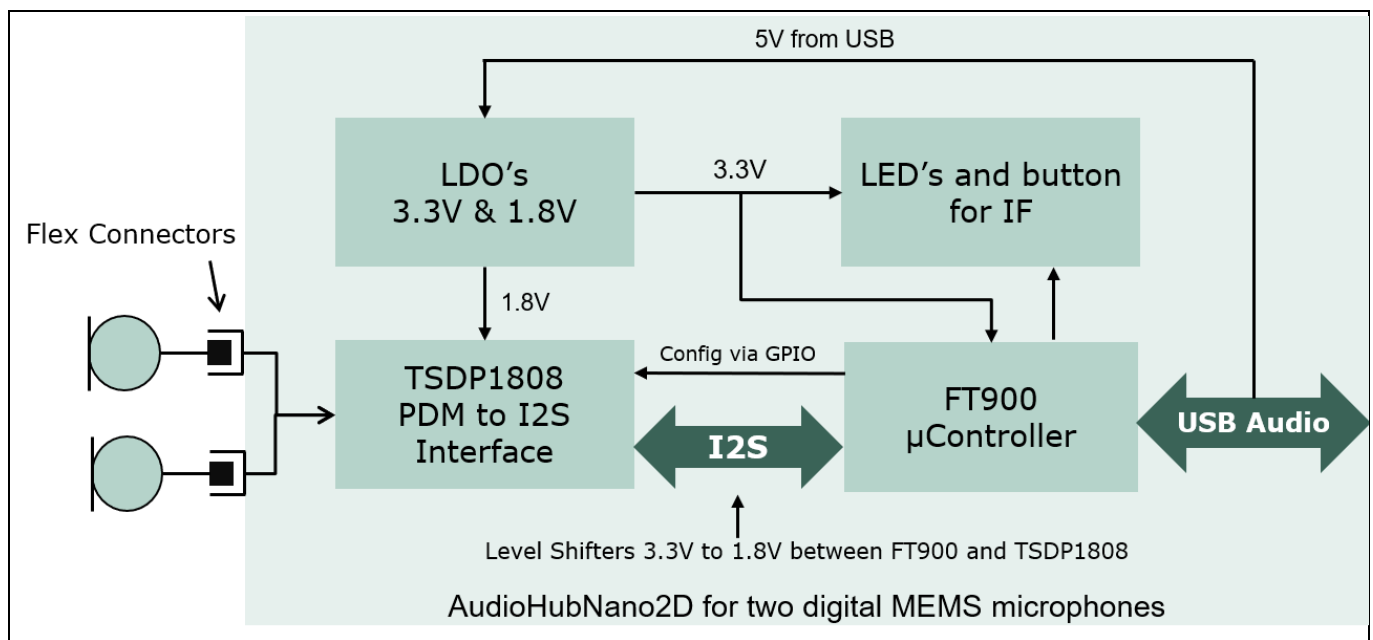 5V from USB
LDO's
3.3V & 1.8V
3.3V
LED's and button
for IF
Flex Connectors
1.8V
TSDP1808
PDM to I2S
Interface
Config via GPIO
I2S
FT900
µController
USB Audio
Level Shifters 3.3V to 1.8V between FT900 and TSDP1808
AudioHubNano2D for two digital MEMS microphones